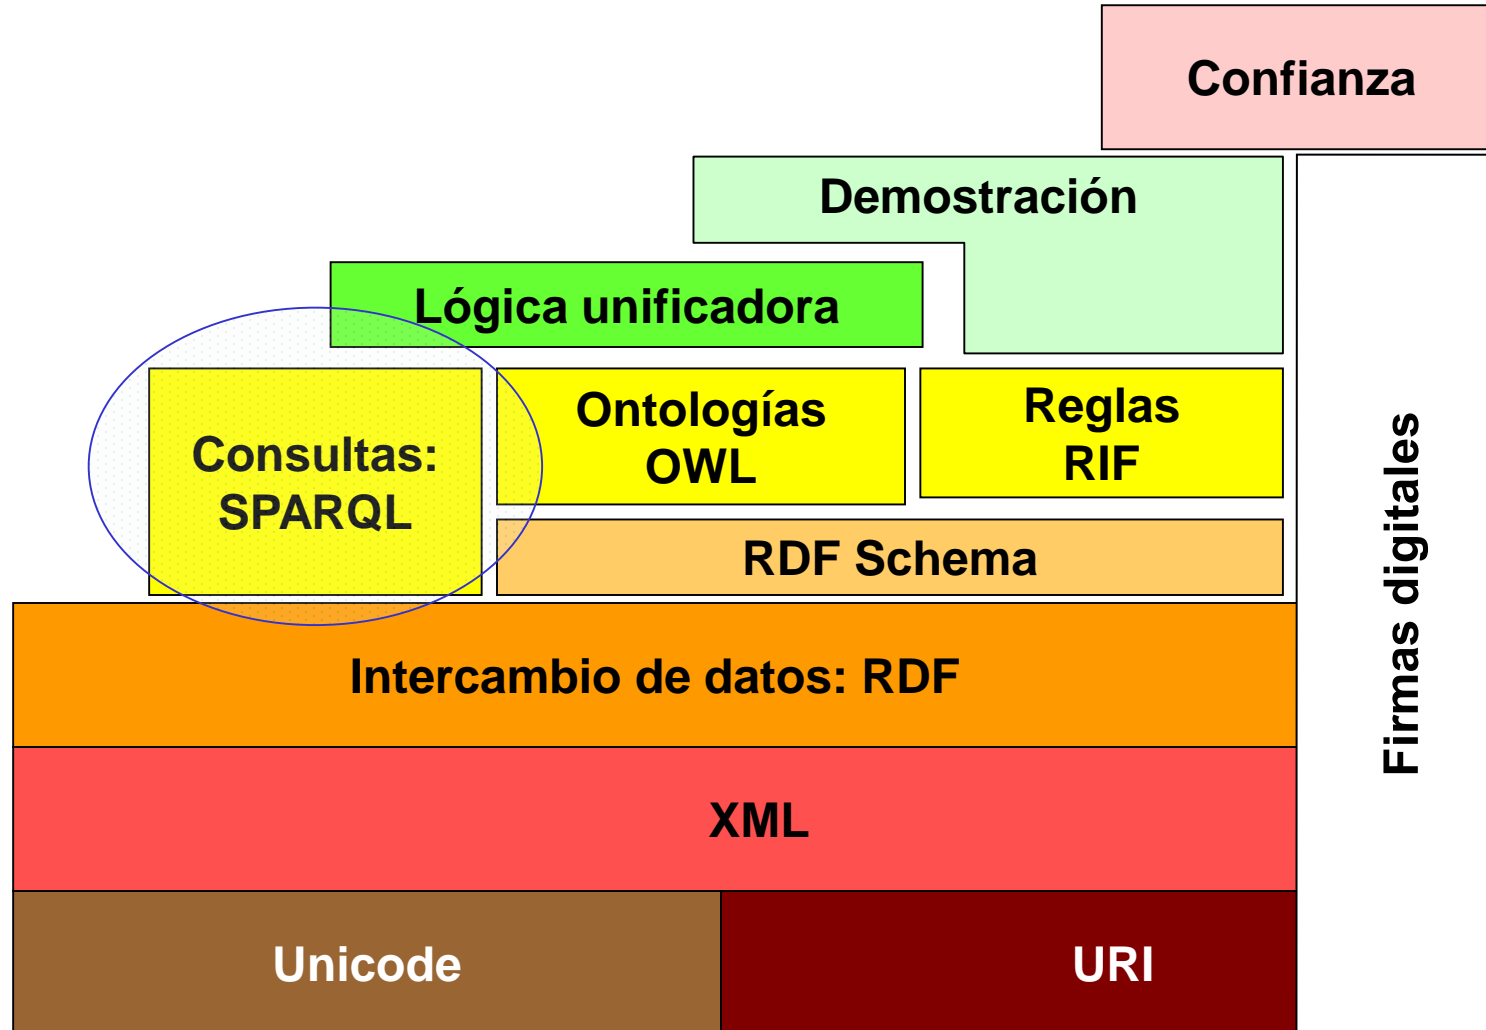 Confianza
Demostración
Lógica unificadora
Consultas:
SPARQL
Ontologías
OWL
Reglas
RIF
RDF Schema
Firmas digitales
Intercambio de datos: RDF
XML
Unicode
URI